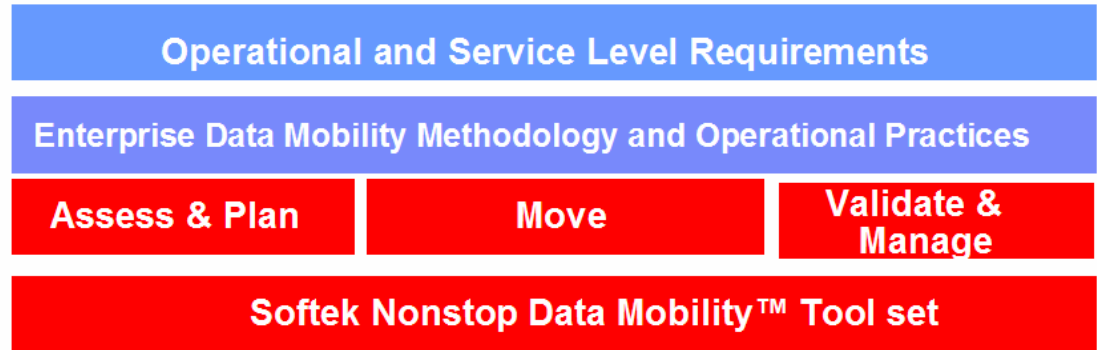 Operational and Service Level Requirements
Enterprise Data Mobility Methodology and Operational Practices
Assess & Plan
Move
Validate &
Manage
Softek Nonstop Data Mobility™ Tool set